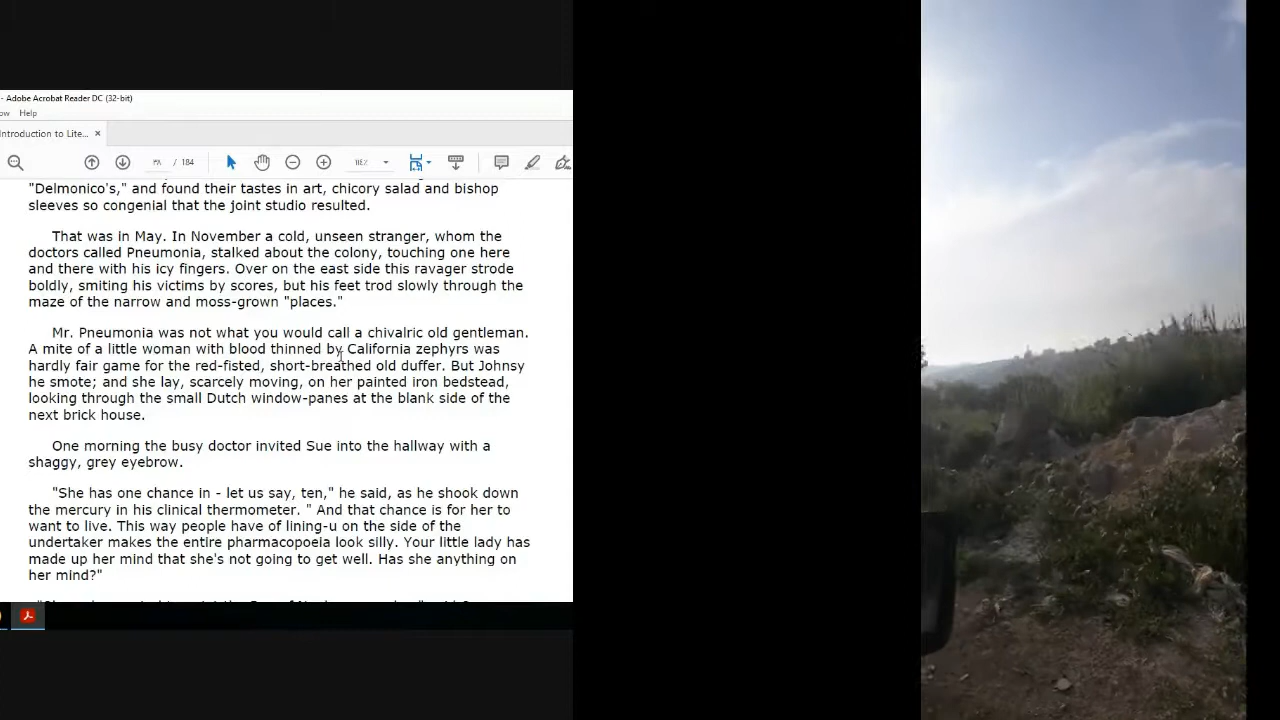 - Adobe Acrobat Reader DC (32-bit)
ow Help
Introduction to Lite... ×
/ 184
"Delmonico's," and found their tastes in art, chicory salad and bishop
sleeves so congenial that the joint studio resulted.
That was in May. In November a cold, unseen stranger, whom the
doctors called Pneumonia, stalked about the colony, touching one here
and there with his icy fingers. Over on the east side this ravager strode
boldly, smiting his victims by scores, but his feet trod slowly through the
maze of the narrow and moss-grown "places."
Mr. Pneumonia was not what you would call a chivalric old gentleman.
A mite of a little woman with blood thinned by California zephyrs was
hardly fair game for the red-fisted, short-breathed old duffer. But Johnsy
he smote; and she lay, scarcely moving, on her painted iron bedstead,
looking through the small Dutch window-panes at the blank side of the
next brick house.
One morning the busy doctor invited Sue into the hallway with a
shaggy, grey eyebrow.
"She has one chance in - let us say, ten," he said, as he shook down
the mercury in his clinical thermometer. " And that chance is for her to
want to live. This way people have of lining-u on the side of the
undertaker makes the entire pharmacopoeia look silly. Your little lady has
made up her mind that she's not going to get well. Has she anything on
her mind?"